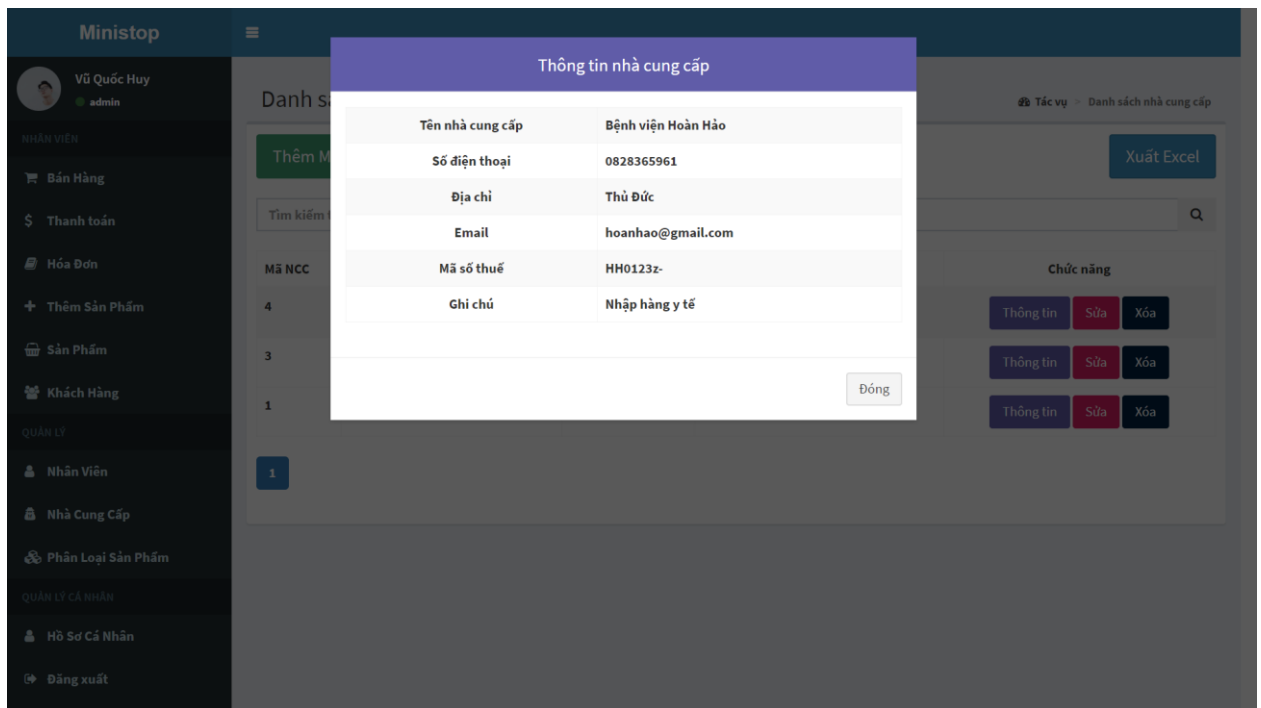 Ministop
Vũ Quốc Huy
admin
NHÂN VIÊN
Bán Hàng
Thanh toán
Hóa Đơn
Thêm Sản Phẩm
Sản Phẩm
Khách Hàng
QUẢN LÝ
Nhân Viên
Nhà Cung Cấp
Phân Loại Sản Phẩm
QUẢN LÝ CÁ NHÂN
Hồ Sơ Cá Nhân
Đăng xuất
Danh sá
Tác vụ > Danh sách nhà cung cấp
Thêm M
Xuất Excel
Tìm kiếm t
Mã NCC Chức năng
4 Thông tin Sửa Xóa
3 Thông tin Sửa Xóa
1 Thông tin Sửa Xóa
1
Thông tin nhà cung cấp
Tên nhà cung cấp Bệnh viện Hoàn Hảo
Số điện thoại 0828365961
Địa chỉ Thủ Đức
Email hoanhao@gmail.com
Mã số thuế HH0123z-
Ghi chú Nhập hàng y tế
Đóng